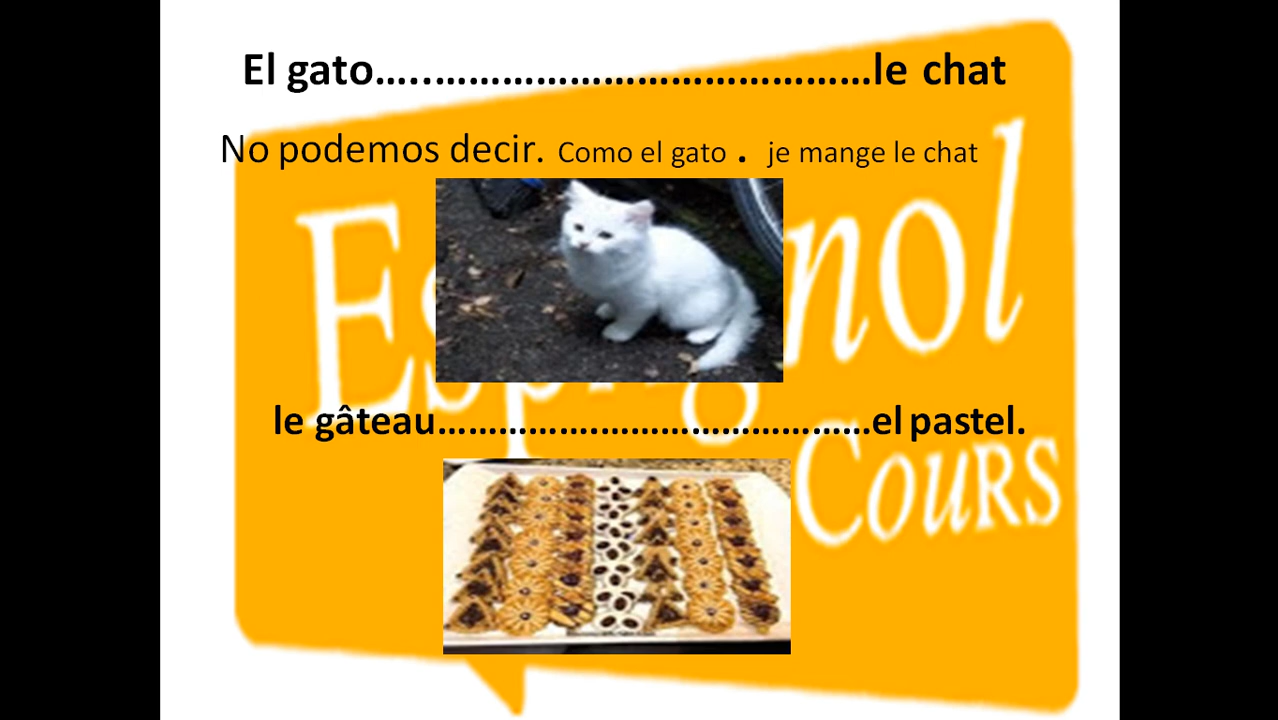 El gato…..…………………………………le chat
No podemos decir. Como el gato . je mange le chat
Espagnol
le gâteau…………….…………………………el pastel.
Cours